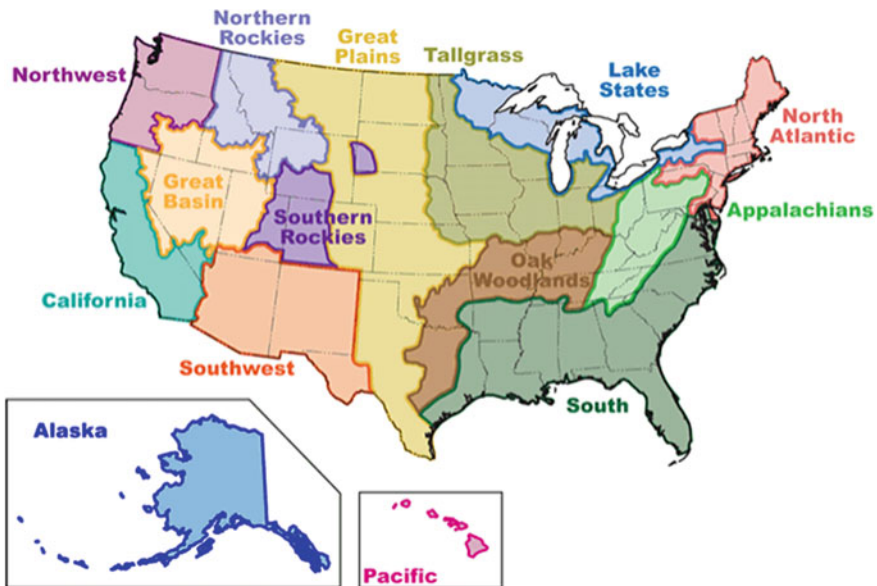 Northern
Rockies
Great
Plains
Tallgrass
Lake
States
Northwest
North
Atlantic
Great
Basin
Southern
Rockies
Appalachians
Oak
Woodlands
California
Southwest
South
Alaska
Pacific